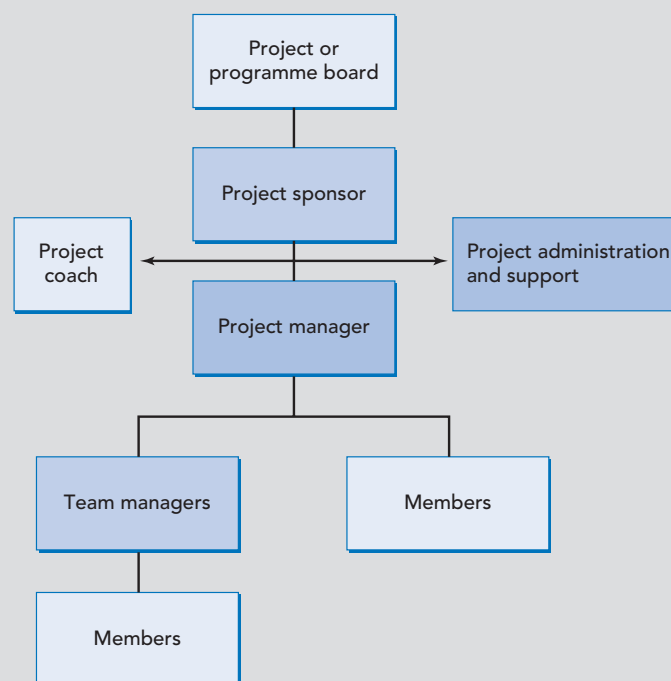 Project or
programme board
Project sponsor
Project
coach
Project administration
and support
Project manager
Team managers
Members
Members